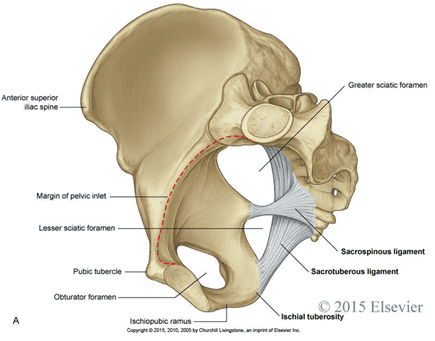 Greater sciatic foramen
Anterior superior
iliac spine
Margin of pelvic inlet
Lesser sciatic foramen
Sacrospinous ligament
Sacrotuberous ligament
Pubic tubercle
Obturator foramen
Ischial tuberosity
© 2015 Elsevier
Ischiopubic ramus
A
Copyright © 2015, 2010, 2005 by Churchill Livingstone, an imprint of Elsevier Inc.